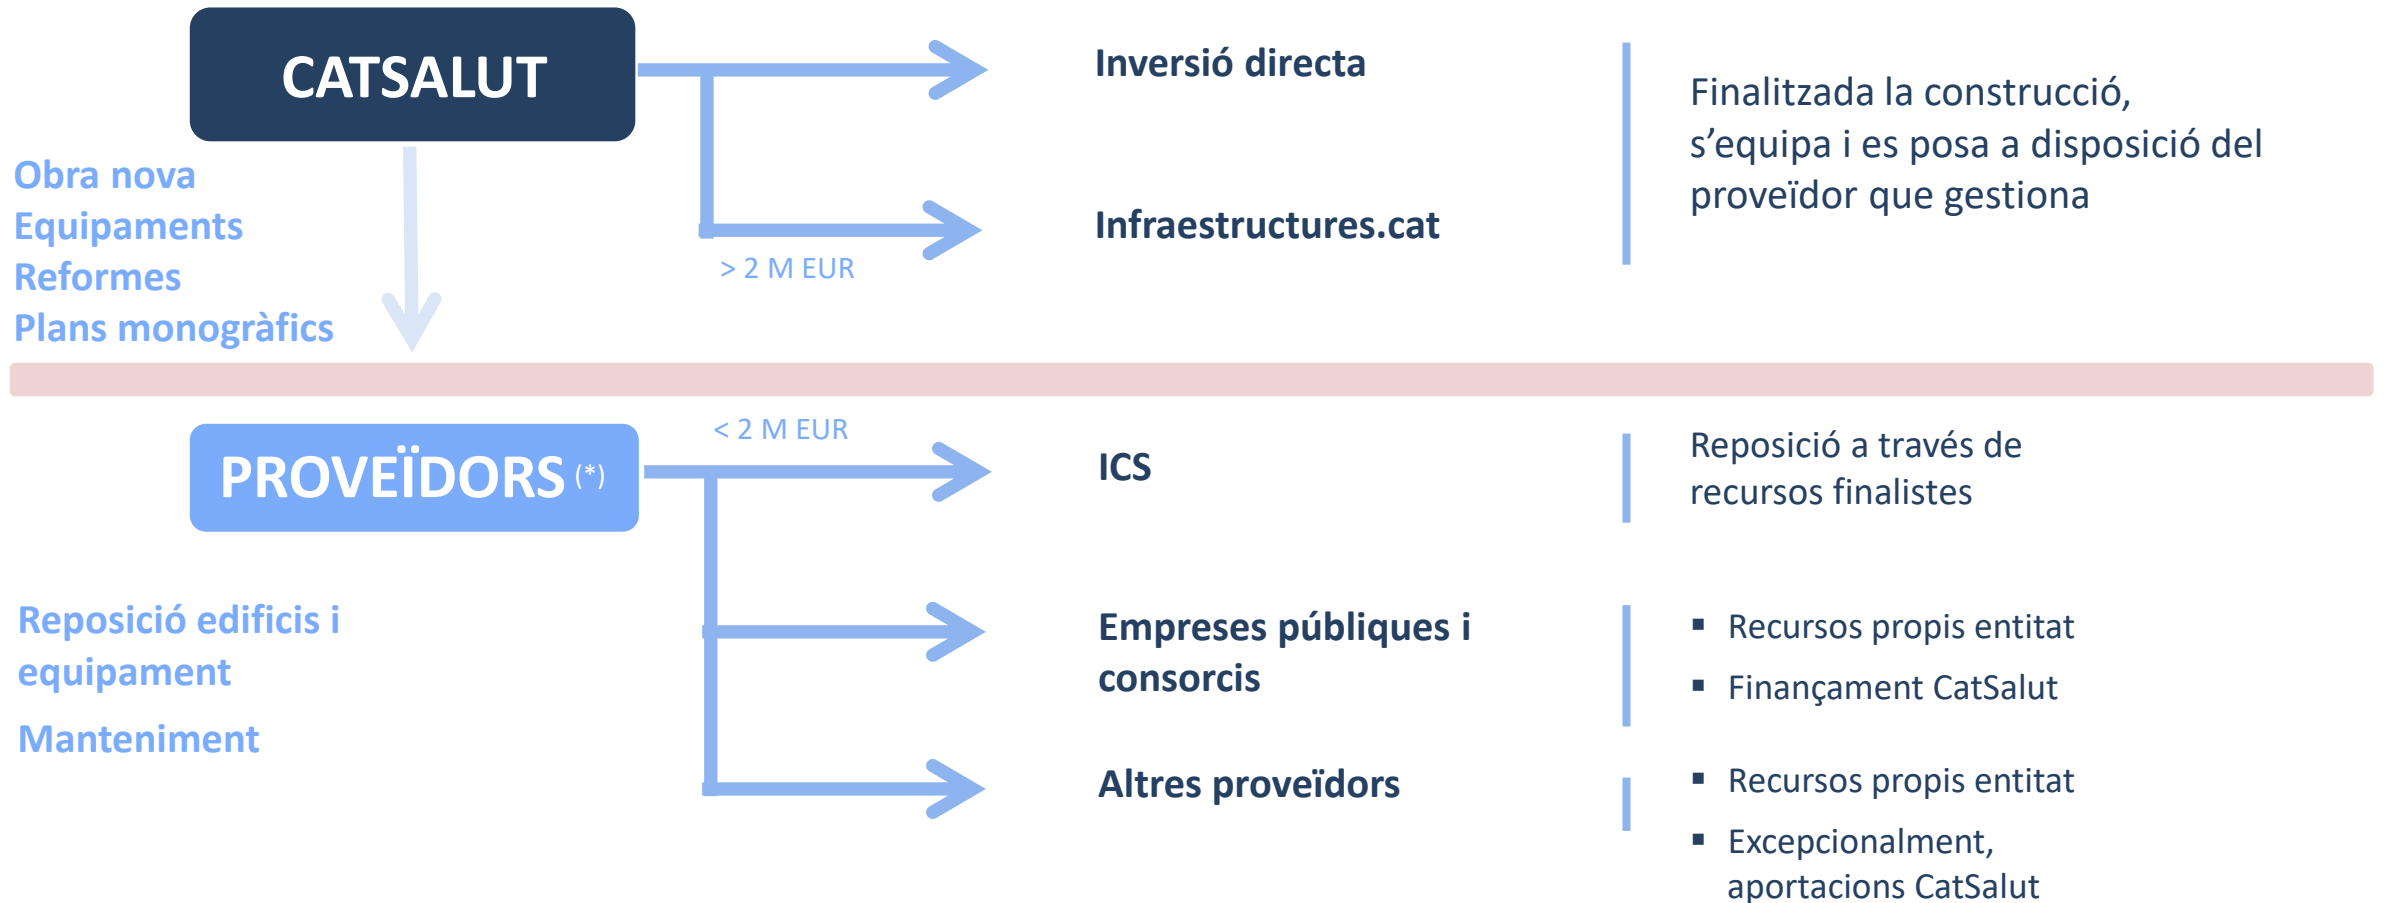 CATSALUT
Obra nova
Equipaments
Reformes
Plans monogràfics
Inversió directa
Infraestructures.cat
> 2 M EUR
Finalitzada la construcció,
s’equipa i es posa a disposició del
proveïdor que gestiona
PROVEÏDORS (*)
Reposició edificis i
equipament
Manteniment
< 2 M EUR
ICS
Reposició a través de
recursos finalistes
Empreses públiques i
consorcis
▪ Recursos propis entitat
▪ Finançament CatSalut
Altres proveïdors
▪ Recursos propis entitat
▪ Excepcionalment,
aportacions CatSalut